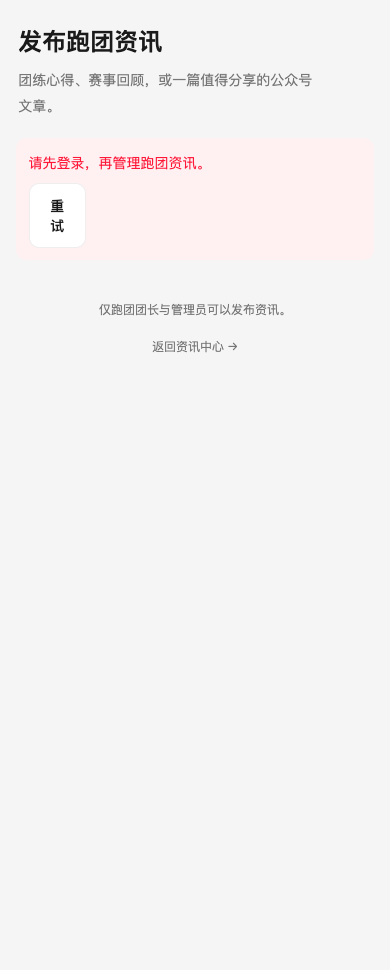 发布跑团资讯
团练心得、赛事回顾，或一篇值得分享的公众号
文章。
请先登录，再管理跑团资讯。
重
试
仅跑团团长与管理员可以发布资讯。
返回资讯中心 →